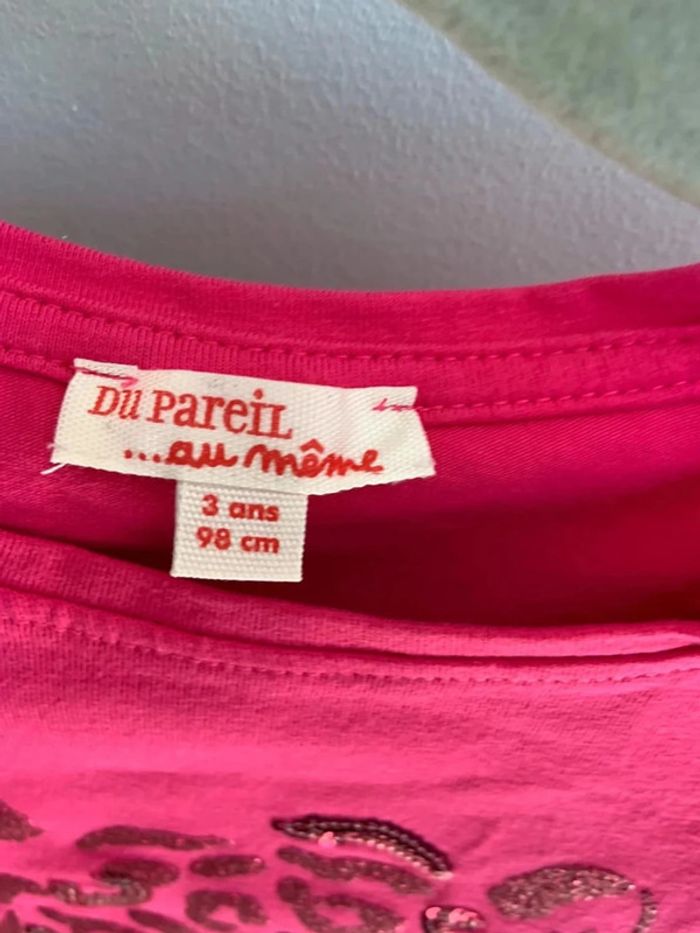 Du Pareil
...au même
3 ans
98 cm